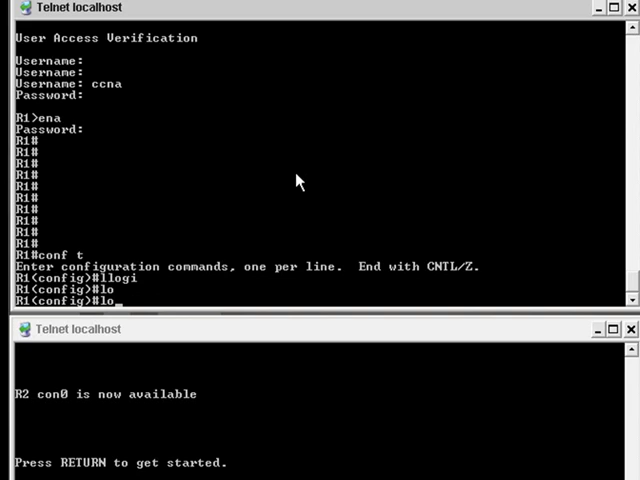 Telnet localhost
User Access Verification
Username:
Username:
Username: ccna
Password:
R1>ena
Password:
R1#
R1#
R1#
R1#
R1#
R1#
R1#
R1#
R1#
R1#
R1#conf t
Enter configuration commands, one per line.  End with CNTL/Z.
R1(config)#llogi
R1(config)#lo
R1(config)#lo_
Telnet localhost
R2 con0 is now available
Press RETURN to get started.